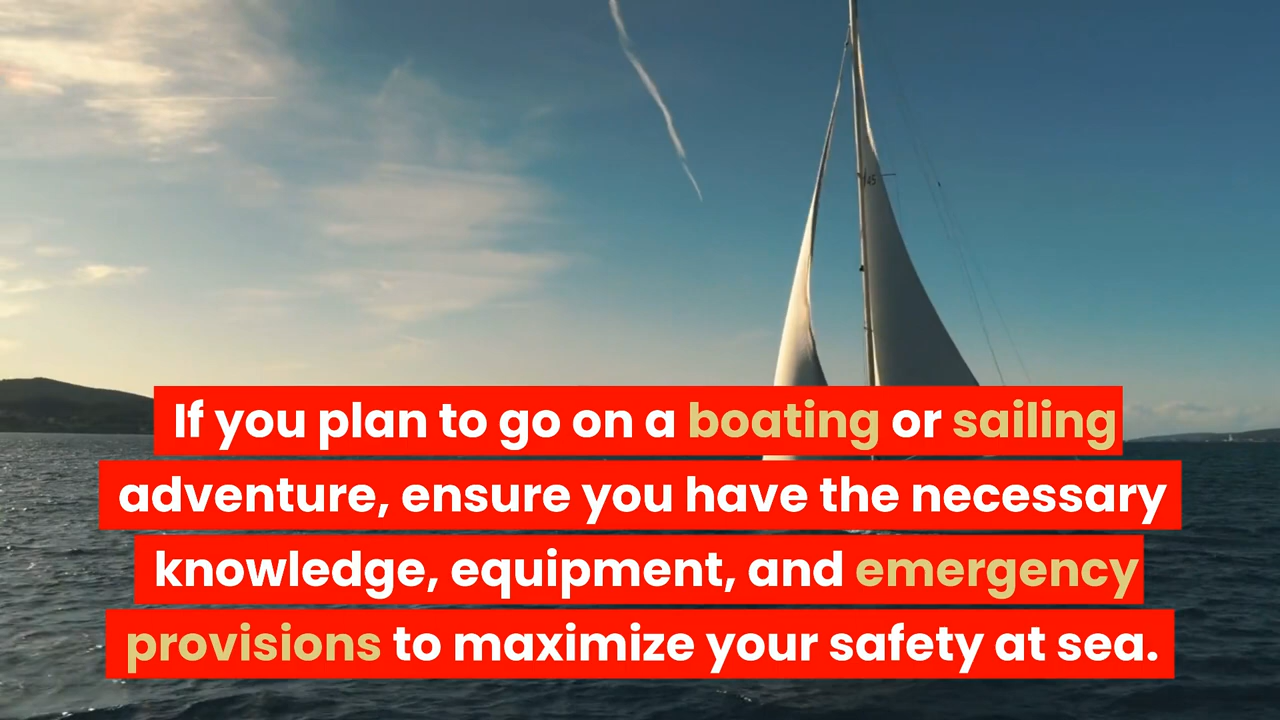 If you plan to go on a boating or sailing
adventure, ensure you have the necessary
knowledge, equipment, and emergency
provisions to maximize your safety at sea.